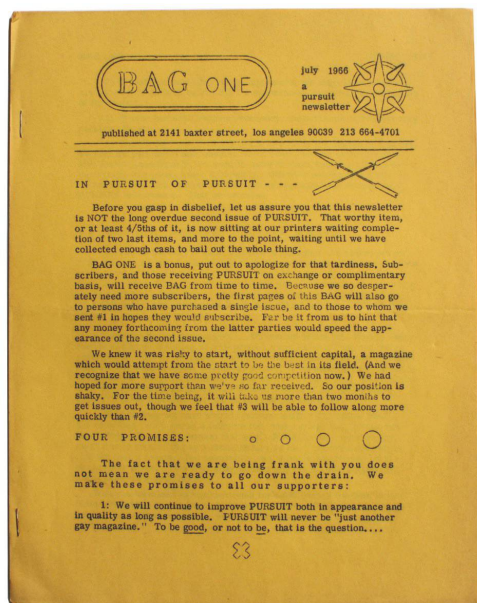 BAG ONE
july 1966
a
pursuit
newsletter
published at 2141 baxter street, los angeles 90039 213 664-4701
IN PURSUIT OF PURSUIT - - -
Before you gasp in disbelief, let us assure you that this newsletter
is NOT the long overdue second issue of PURSUIT. That worthy item,
or at least 4/5ths of it, is now sitting at our printers waiting comple-
tion of two last items, and more to the point, waiting until we have
collected enough cash to bail out the whole thing.
BAG ONE is a bonus, put out to apologize for that tardiness. Sub-
scribers, and those receiving PURSUIT on exchange or complimentary
basis, will receive BAG from time to time. Because we so desper-
ately need more subscribers, the first pages of this BAG will also go
to persons who have purchased a single issue, and to those to whom we
sent #1 in hopes they would subscribe. Far be it from us to hint that
any money forthcoming from the latter parties would speed the app-
earance of the second issue.
We knew it was risky to start, without sufficient capital, a magazine
which would attempt from the start to be the best in its field. (And we
recognize that we have some pretty good competition now.) We had
hoped for more support than we've so far received. So our position is
shaky. For the time being, it will take us more than two months to
get issues out, though we feel that #3 will be able to follow along more
quickly than #2.
FOUR PROMISES:
The fact that we are being frank with you does
not mean we are ready to go down the drain. We
make these promises to all our supporters:
1: We will continue to improve PURSUIT both in appearance and
in quality as long as possible. PURSUIT will never be "just another
gay magazine." To be good, or not to be, that is the question....